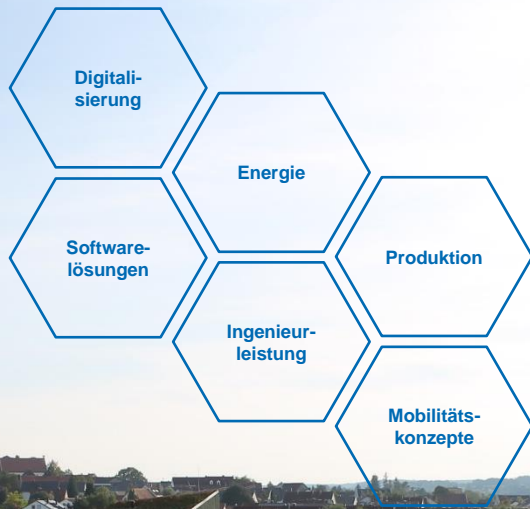 Digitali-
sierung
Energie
Software-
lösungen
Produktion
Ingenieur-
leistung
Mobilitäts-
konzepte